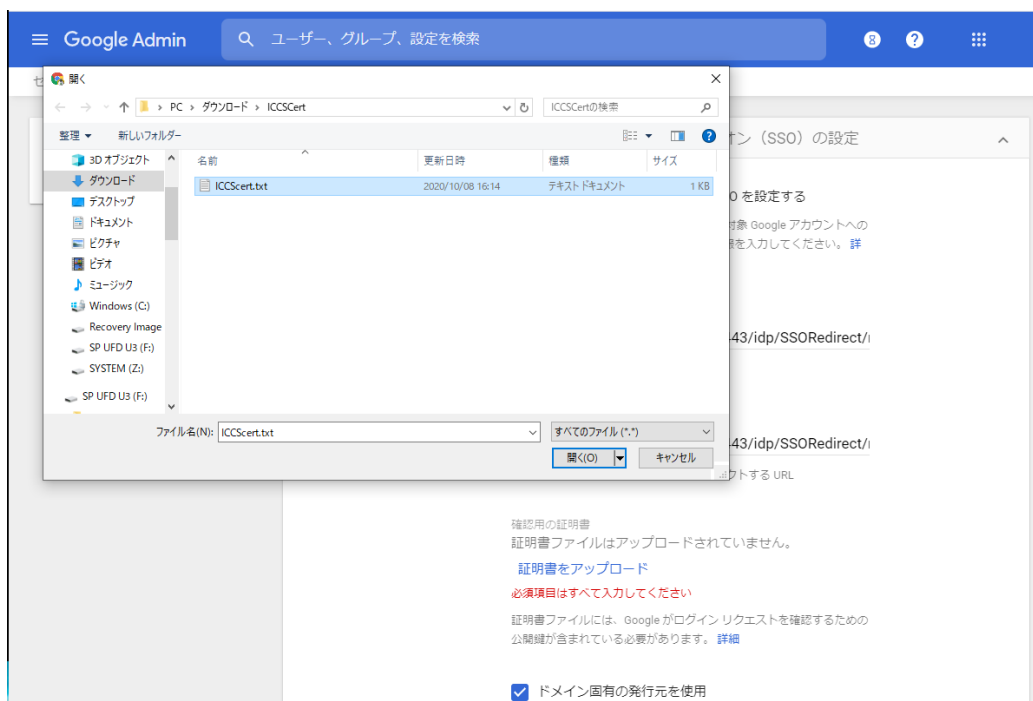 Google Admin
ユーザー、グループ、設定を検索
セ
開く
PC › ダウンロード › ICCSCert
ICCSCertの検索
整理
新しいフォルダー
オン（SSO）の設定
3D オブジェクト
ダウンロード
デスクトップ
ドキュメント
ピクチャ
ビデオ
ミュージック
Windows (C:)
Recovery Image
SP UFD U3 (F:)
SYSTEM (Z:)
SP UFD U3 (F:)
名前 更新日時 種類 サイズ
ICCScert.txt 2020/10/08 16:14 テキスト ドキュメント 1 KB
O を設定する
対象 Google アカウントへの
を入力してください。 詳
43/idp/SSORedirect/
ファイル名(N): ICCScert.txt
すべてのファイル (*.*)
開く(O)
キャンセル
43/idp/SSORedirect/
クトする URL
確認用の証明書
証明書ファイルはアップロードされていません。
証明書をアップロード
必須項目はすべて入力してください
証明書ファイルには、Google がログイン リクエストを確認するための
公開鍵が含まれている必要があります。 詳細
ドメイン固有の発行元を使用